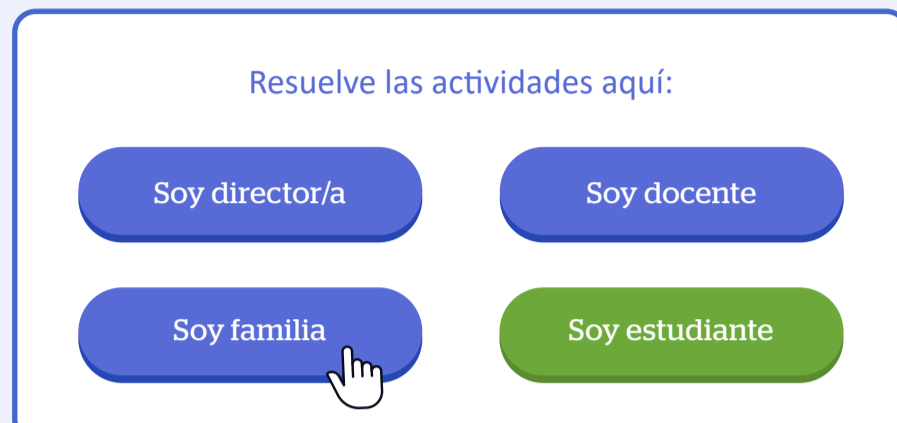 Resuelve las actividades aquí:
Soy director/a
Soy docente
Soy familia
Soy estudiante